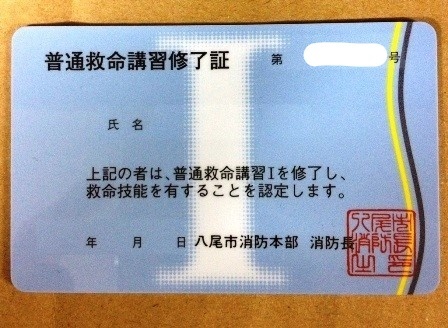 普通救命講習修了証 第 号
I
氏 名
上記の者は、普通救命講習Iを修了し、
救命技能を有することを認定します。
年 月 日 八尾市消防本部 消防長